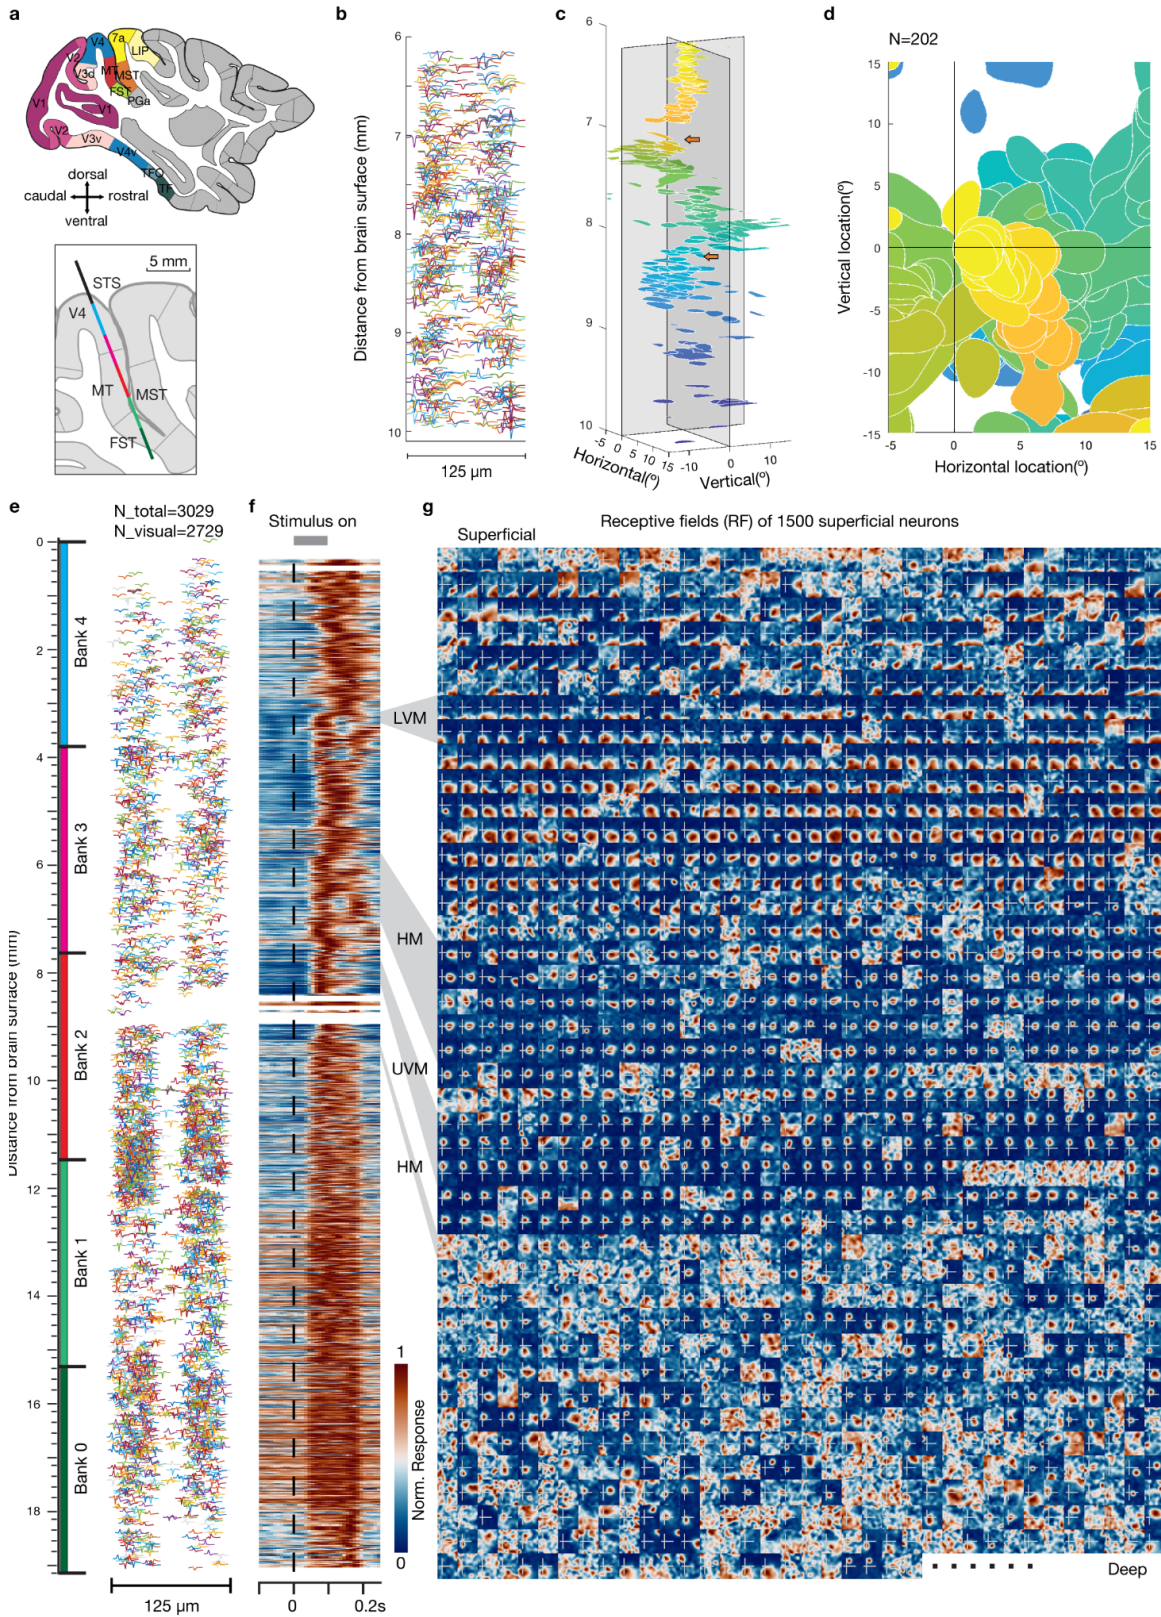 a
V4
7a
LIP
V2
V3d
MT
MST
FST
PGa
V1
V1
V2
V3v
V4v
TFO
TF
dorsal
caudal
rostral
ventral
5 mm
STS
V4
MT
MST
FST
b
6
7
8
9
10
Distance from brain surface (mm)
125 µm
c
6
7
8
9
10
-5 0 5 10 15
Horizontal(º)
-10 0 10
Vertical(º)
d
N=202
15
10
5
0
-5
-10
-15
Vertical location(º)
-5 0 5 10 15
Horizontal location(º)
e
N_total=3029
N_visual=2729
0
2
4
6
8
10
12
14
16
18
Distance from brain surface (mm)
Bank 4
Bank 3
Bank 2
Bank 1
Bank 0
125 µm
f
Stimulus on
1
0
Norm. Response
0 0.2s
g
Receptive fields (RF) of 1500 superficial neurons
Superficial
LVM
HM
UVM
HM
Deep